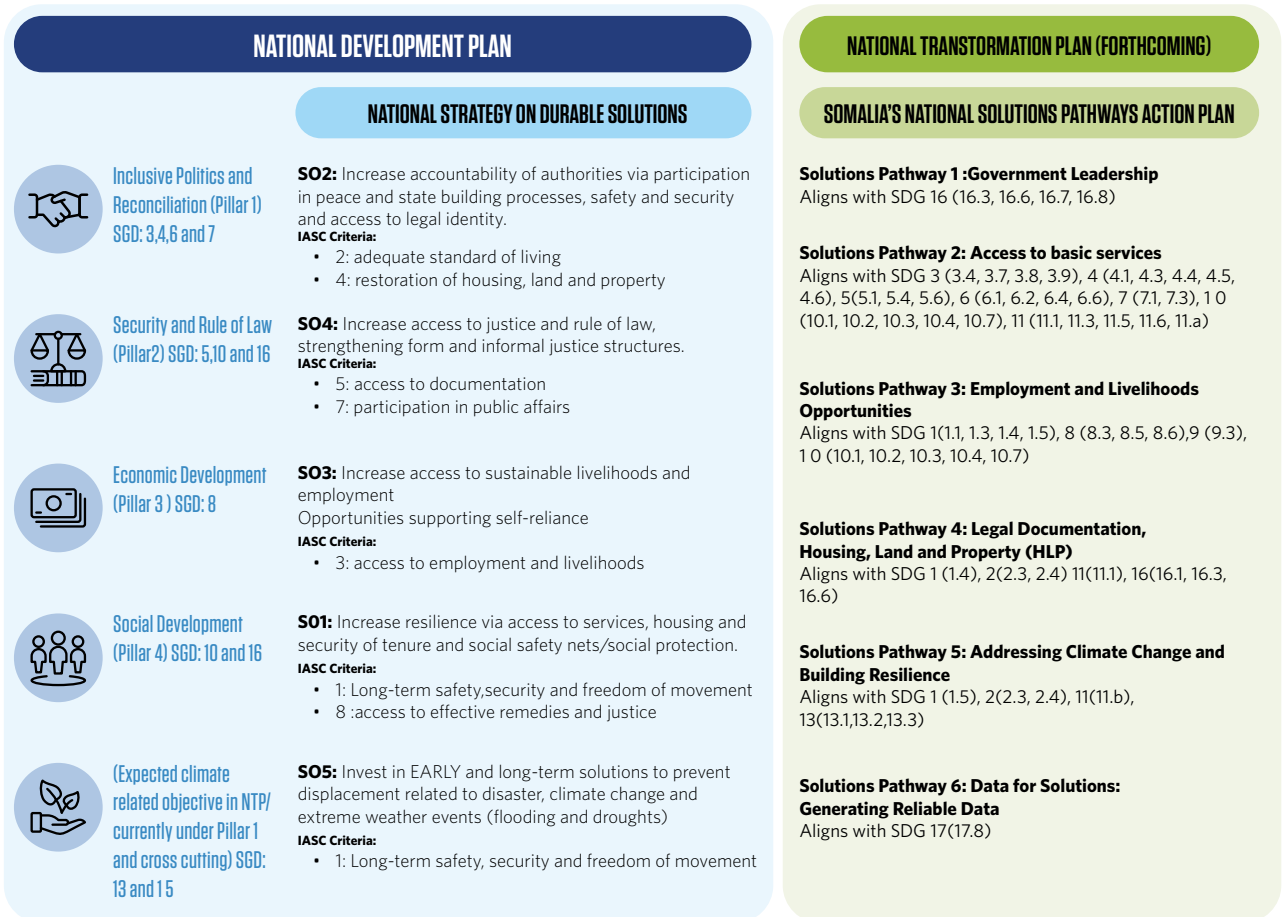 NATIONAL DEVELOPMENT PLAN
NATIONAL STRATEGY ON DURABLE SOLUTIONS
Inclusive Politics and
Reconciliation (Pillar 1)
SGD: 3,4,6 and 7
SO2: Increase accountability of authorities via participation
in peace and state building processes, safety and security
and access to legal identity.
IASC Criteria:
• 2: adequate standard of living
• 4: restoration of housing, land and property
Security and Rule of Law
(Pillar2) SGD: 5,10 and 16
SO4: Increase access to justice and rule of law,
strengthening form and informal justice structures.
IASC Criteria:
• 5: access to documentation
• 7: participation in public affairs
Economic Development
(Pillar 3 ) SGD: 8
SO3: Increase access to sustainable livelihoods and
employment
Opportunities supporting self-reliance
IASC Criteria:
• 3: access to employment and livelihoods
Social Development
(Pillar 4) SGD: 10 and 16
S01: Increase resilience via access to services, housing and
security of tenure and social safety nets/social protection.
IASC Criteria:
• 1: Long-term safety,security and freedom of movement
• 8 :access to effective remedies and justice
(Expected climate
related objective in NTP/
currently under Pillar 1
and cross cutting) SGD:
13 and 1 5
SO5: Invest in EARLY and long-term solutions to prevent
displacement related to disaster, climate change and
extreme weather events (flooding and droughts)
IASC Criteria:
• 1: Long-term safety, security and freedom of movement
NATIONAL TRANSTORMATION PLAN (FORTHCOMING)
SOMALIA'S NATIONAL SOLUTIONS PATHWAYS ACTION PLAN
Solutions Pathway 1 :Government Leadership
Aligns with SDG 16 (16.3, 16.6, 16.7, 16.8)
Solutions Pathway 2: Access to basic services
Aligns with SDG 3 (3.4, 3.7, 3.8, 3.9), 4 (4.1, 4.3, 4.4, 4.5,
4.6), 5(5.1, 5.4, 5.6), 6 (6.1, 6.2, 6.4, 6.6), 7 (7.1, 7.3), 1 0
(10.1, 10.2, 10.3, 10.4, 10.7), 11 (11.1, 11.3, 11.5, 11.6, 11.a)
Solutions Pathway 3: Employment and Livelihoods
Opportunities
Aligns with SDG 1(1.1, 1.3, 1.4, 1.5), 8 (8.3, 8.5, 8.6),9 (9.3),
1 0 (10.1, 10.2, 10.3, 10.4, 10.7)
Solutions Pathway 4: Legal Documentation,
Housing, Land and Property (HLP)
Aligns with SDG 1 (1.4), 2(2.3, 2.4) 11(11.1), 16(16.1, 16.3,
16.6)
Solutions Pathway 5: Addressing Climate Change and
Building Resilience
Aligns with SDG 1 (1.5), 2(2.3, 2.4), 11(11.b),
13(13.1,13.2,13.3)
Solutions Pathway 6: Data for Solutions:
Generating Reliable Data
Aligns with SDG 17(17.8)